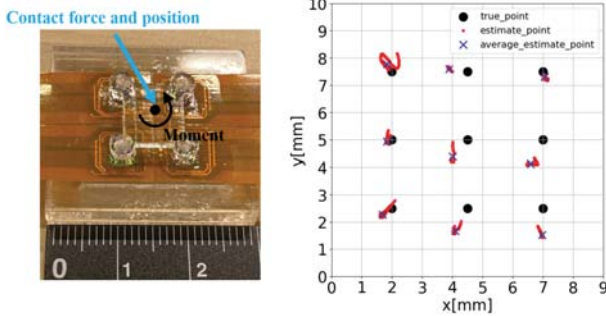 Contact force and position
Moment
0 1 2
true_point
estimate_point
average_estimate_point
10
9
8
7
6
5
4
3
2
1
0
y[mm]
0 1 2 3 4 5 6 7 8 9
x[mm]